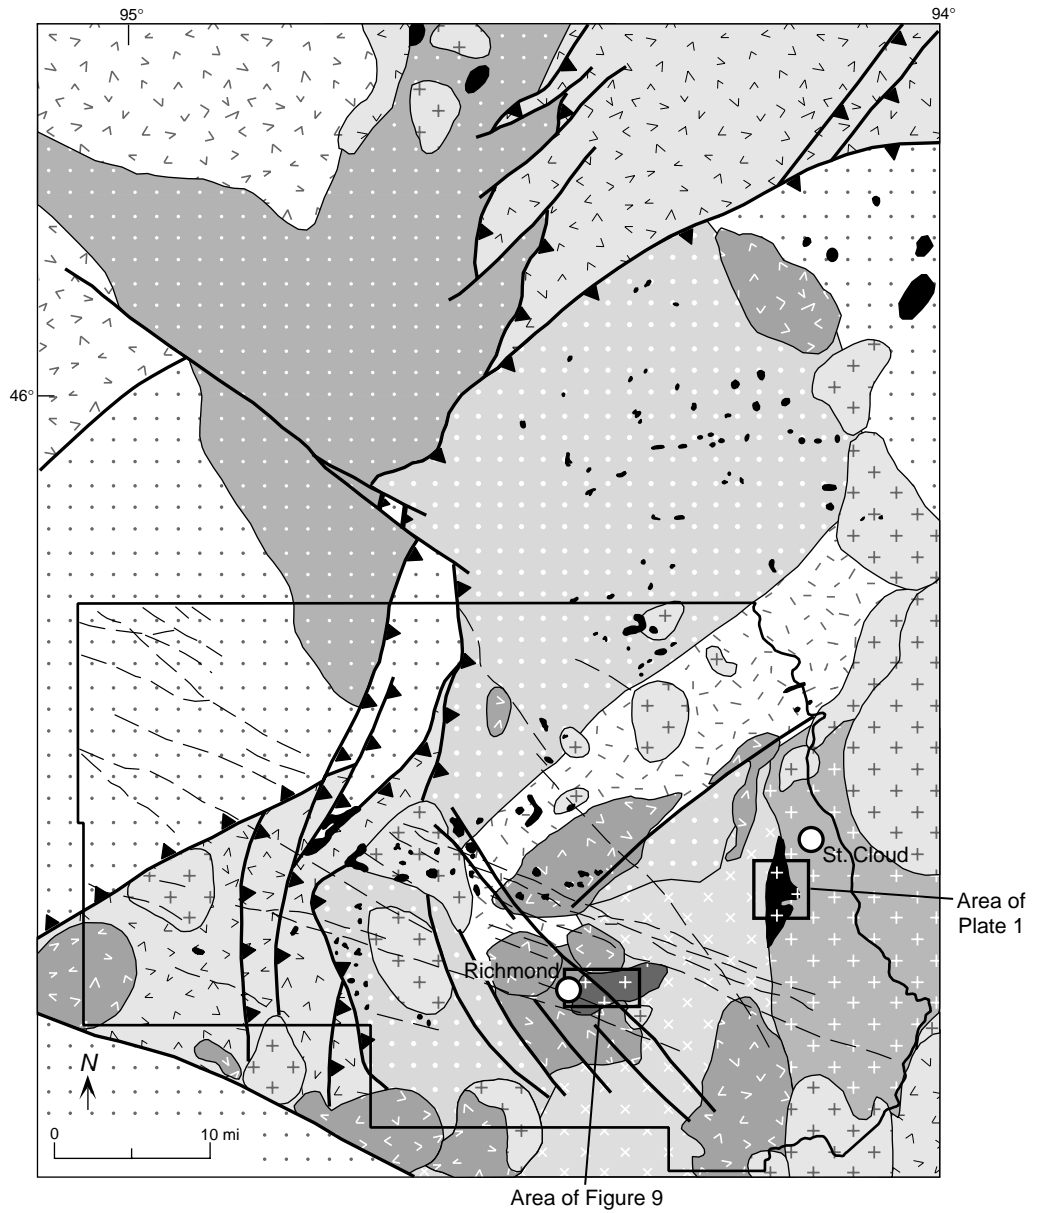 95°
94°
46°
St. Cloud
Area of
Plate 1
Richmond
N
0
10 mi
Area of Figure 9